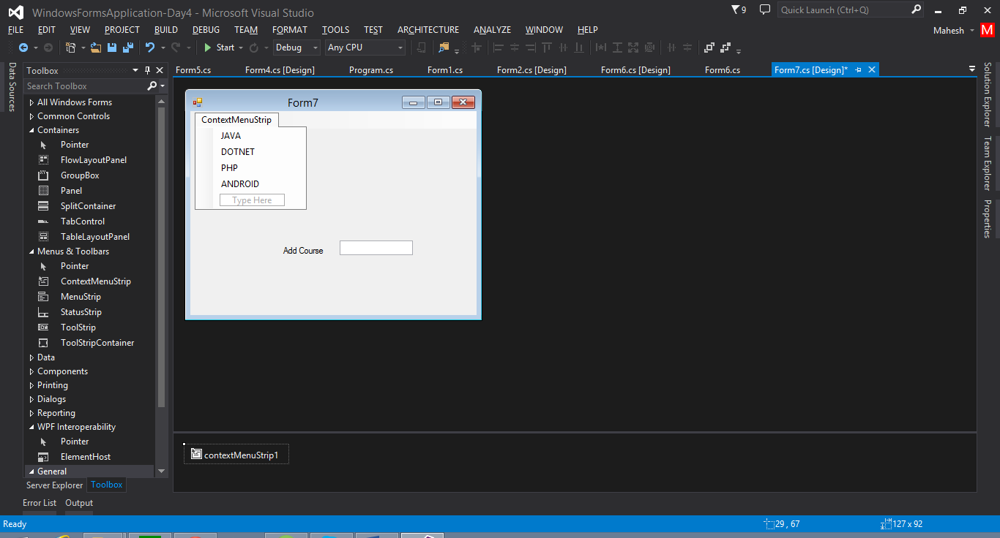 WindowsFormsApplication-Day4 - Microsoft Visual Studio
9
Quick Launch (Ctrl+Q)
FILE EDIT VIEW PROJECT BUILD DEBUG TEAM FORMAT TOOLS TEST ARCHITECTURE ANALYZE WINDOW HELP
Mahesh M
Start Debug Any CPU
Data Sources
Toolbox
Form5.cs Form4.cs [Design] Program.cs Form1.cs Form2.cs [Design] Form6.cs [Design] Form6.cs Form7.cs [Design]*
Search Toolbox
All Windows Forms
Common Controls
Containers
Pointer
FlowLayoutPanel
GroupBox
Panel
SplitContainer
TabControl
TableLayoutPanel
Menus & Toolbars
Pointer
ContextMenuStrip
MenuStrip
StatusStrip
ToolStrip
ToolStripContainer
Data
Components
Printing
Dialogs
Reporting
WPF Interoperability
Pointer
ElementHost
General
Server Explorer Toolbox
Form7
ContextMenuStrip
JAVA
DOTNET
PHP
ANDROID
Type Here
Add Course
contextMenuStrip1
Solution Explorer
Team Explorer
Properties
Error List Output
Ready
29 , 67
127 x 92